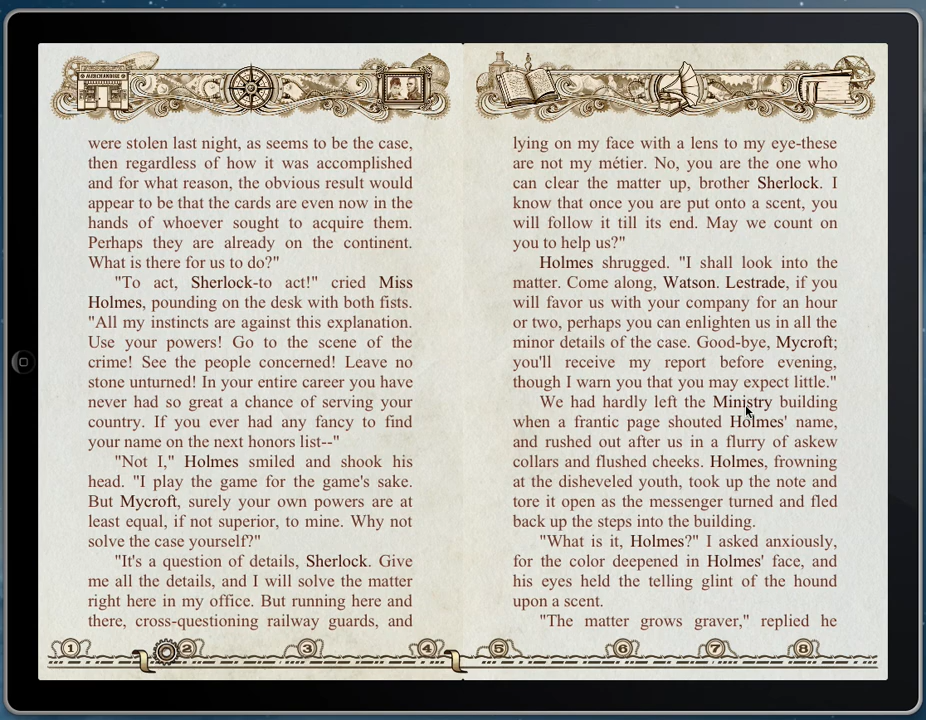 MERCHANDISE
were stolen last night, as seems to be the case,
then regardless of how it was accomplished
and for what reason, the obvious result would
appear to be that the cards are even now in the
hands of whoever sought to acquire them.
Perhaps they are already on the continent.
What is there for us to do?"
"To act, Sherlock-to act!" cried Miss
Holmes, pounding on the desk with both fists.
"All my instincts are against this explanation.
Use your powers! Go to the scene of the
crime! See the people concerned! Leave no
stone unturned! In your entire career you have
never had so great a chance of serving your
country. If you ever had any fancy to find
your name on the next honors list--"
"Not I," Holmes smiled and shook his
head. "I play the game for the game's sake.
But Mycroft, surely your own powers are at
least equal, if not superior, to mine. Why not
solve the case yourself?"
"It's a question of details, Sherlock. Give
me all the details, and I will solve the matter
right here in my office. But running here and
there, cross-questioning railway guards, and
lying on my face with a lens to my eye-these
are not my métier. No, you are the one who
can clear the matter up, brother Sherlock. I
know that once you are put onto a scent, you
will follow it till its end. May we count on
you to help us?"
Holmes shrugged. "I shall look into the
matter. Come along, Watson. Lestrade, if you
will favor us with your company for an hour
or two, perhaps you can enlighten us in all the
minor details of the case. Good-bye, Mycroft;
you'll receive my report before evening,
though I warn you that you may expect little."
We had hardly left the Ministry building
when a frantic page shouted Holmes' name,
and rushed out after us in a flurry of askew
collars and flushed cheeks. Holmes, frowning
at the disheveled youth, took up the note and
tore it open as the messenger turned and fled
back up the steps into the building.
"What is it, Holmes?" I asked anxiously,
for the color deepened in Holmes' face, and
his eyes held the telling glint of the hound
upon a scent.
"The matter grows graver," replied he
1 2 3 4 5 6 7 8